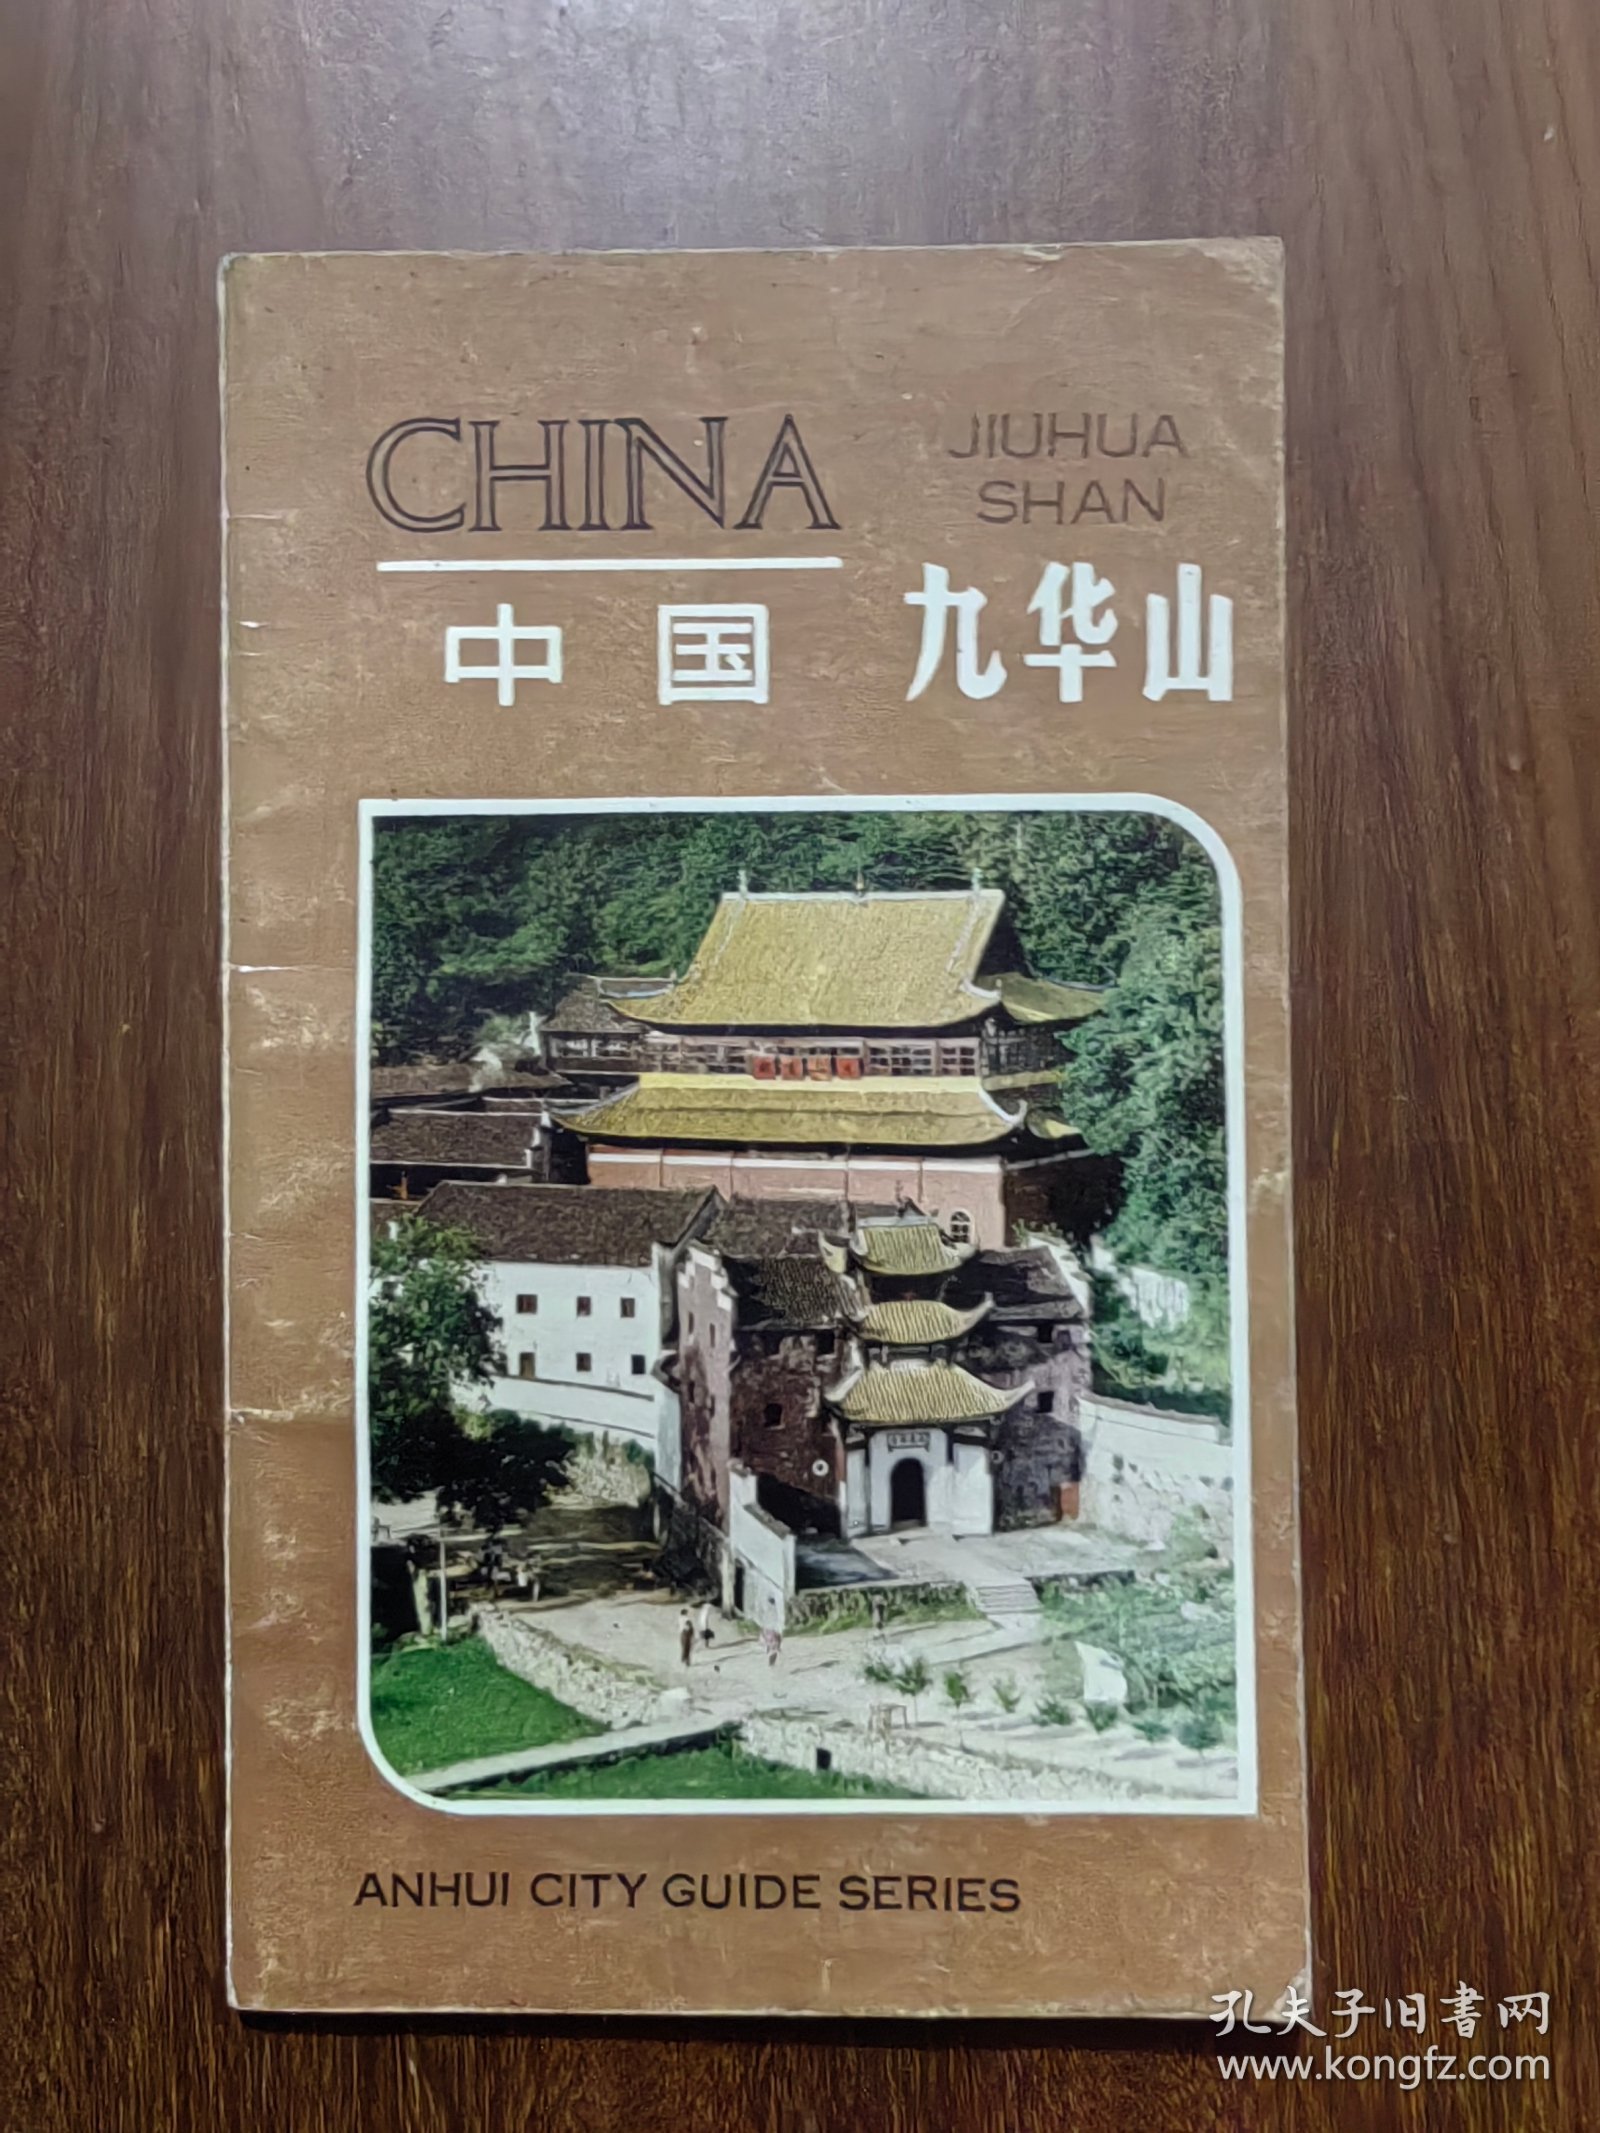 CHINA
JIUHUA
SHAN
中国
九华山
ANHUI CITY GUIDE SERIES
孔夫子旧書网
www.kongfz.com